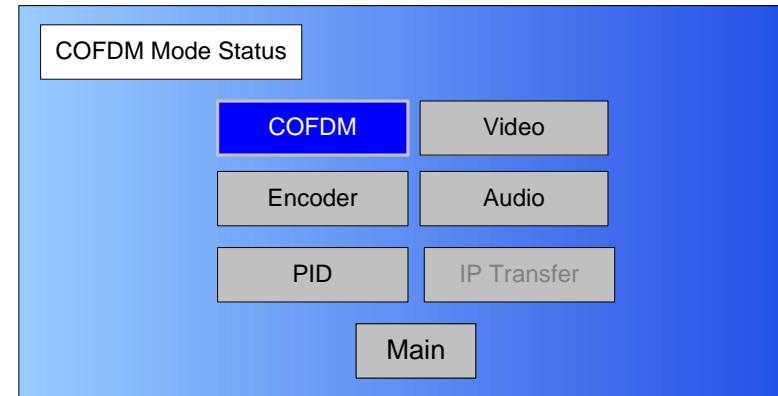 COFDM Mode Status
COFDM
Video
Encoder
Audio
PID
IP Transfer
Main